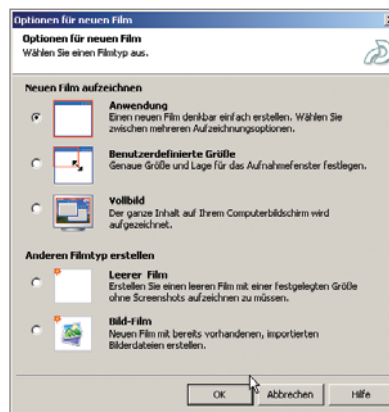 Optionen für neuen Film
Optionen für neuen Film
Wählen Sie einen Filmtyp aus.
Neuen Film aufzeichnen
Anwendung
Einen neuen Film denkbar einfach erstellen. Wählen Sie
zwischen mehreren Aufzeichnungsoptionen.
Benutzerdefinierte Größe
Genaue Größe und Lage für das Aufnahmefenster festlegen.
Vollbild
Der ganze Inhalt auf Ihrem Computerbildschirm wird
aufgezeichnet.
Anderen Filmtyp erstellen
Leerer Film
Erstellen Sie einen leeren Film mit einer festgelegten Größe
ohne Screenshots aufzeichnen zu müssen.
Bild-Film
Neuen Film mit bereits vorhandenen, importierten
Bilderdateien erstellen.
OK Abbrechen Hilfe